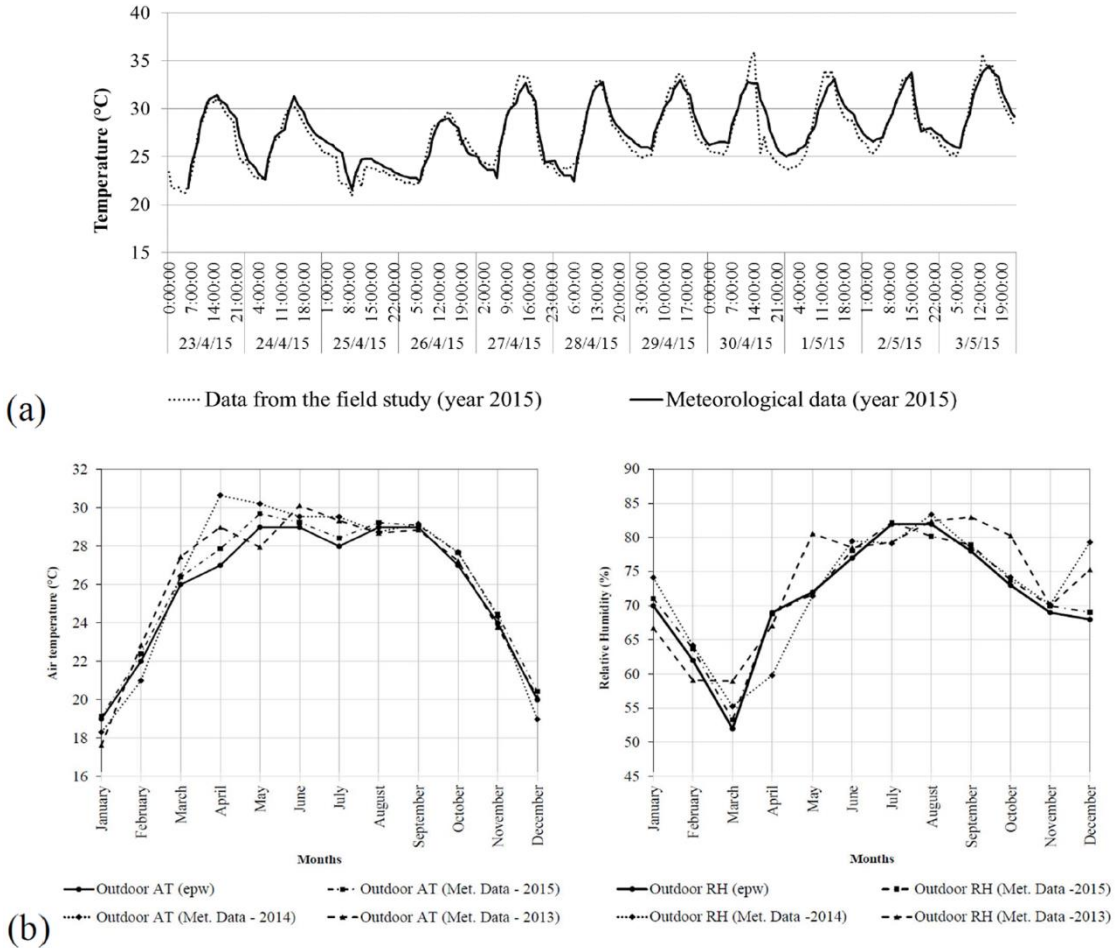 Temperature (°C)
40
35
30
25
20
15
0:00:00
7:00:00
14:00:00
21:00:00
4:00:00
11:00:00
18:00:00
1:00:00
8:00:00
15:00:00
22:00:00
5:00:00
12:00:00
19:00:00
2:00:00
9:00:00
16:00:00
23:00:00
6:00:00
13:00:00
20:00:00
3:00:00
10:00:00
17:00:00
0:00:00
7:00:00
14:00:00
21:00:00
4:00:00
11:00:00
18:00:00
1:00:00
8:00:00
15:00:00
22:00:00
5:00:00
12:00:00
19:00:00
23/4/15 24/4/15 25/4/15 26/4/15 27/4/15 28/4/15 29/4/15 30/4/15 1/5/15 2/5/15 3/5/15
(a)
Data from the field study (year 2015) Meteorological data (year 2015)
Air temperature (°C)
32
30
28
26
24
22
20
18
16
January
February
March
April
May
June
July
August
September
October
November
December
Months
Outdoor AT (epw) Outdoor AT (Met. Data - 2015)
Outdoor AT (Met. Data - 2014) Outdoor AT (Met. Data - 2013)
Relative Humidity (%)
90
85
80
75
70
65
60
55
50
45
January
February
March
April
May
June
July
August
September
October
November
December
Months
Outdoor RH (epw) Outdoor RH (Met. Data -2015)
Outdoor RH (Met. Data -2014) Outdoor RH (Met. Data -2013)
(b)